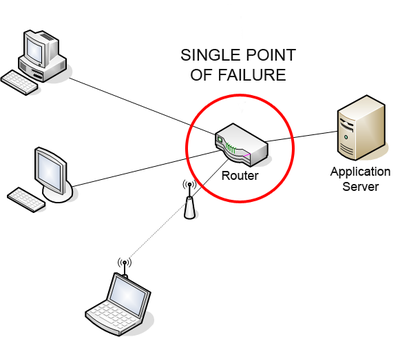 SINGLE POINT
OF FAILURE
Router
Application
Server